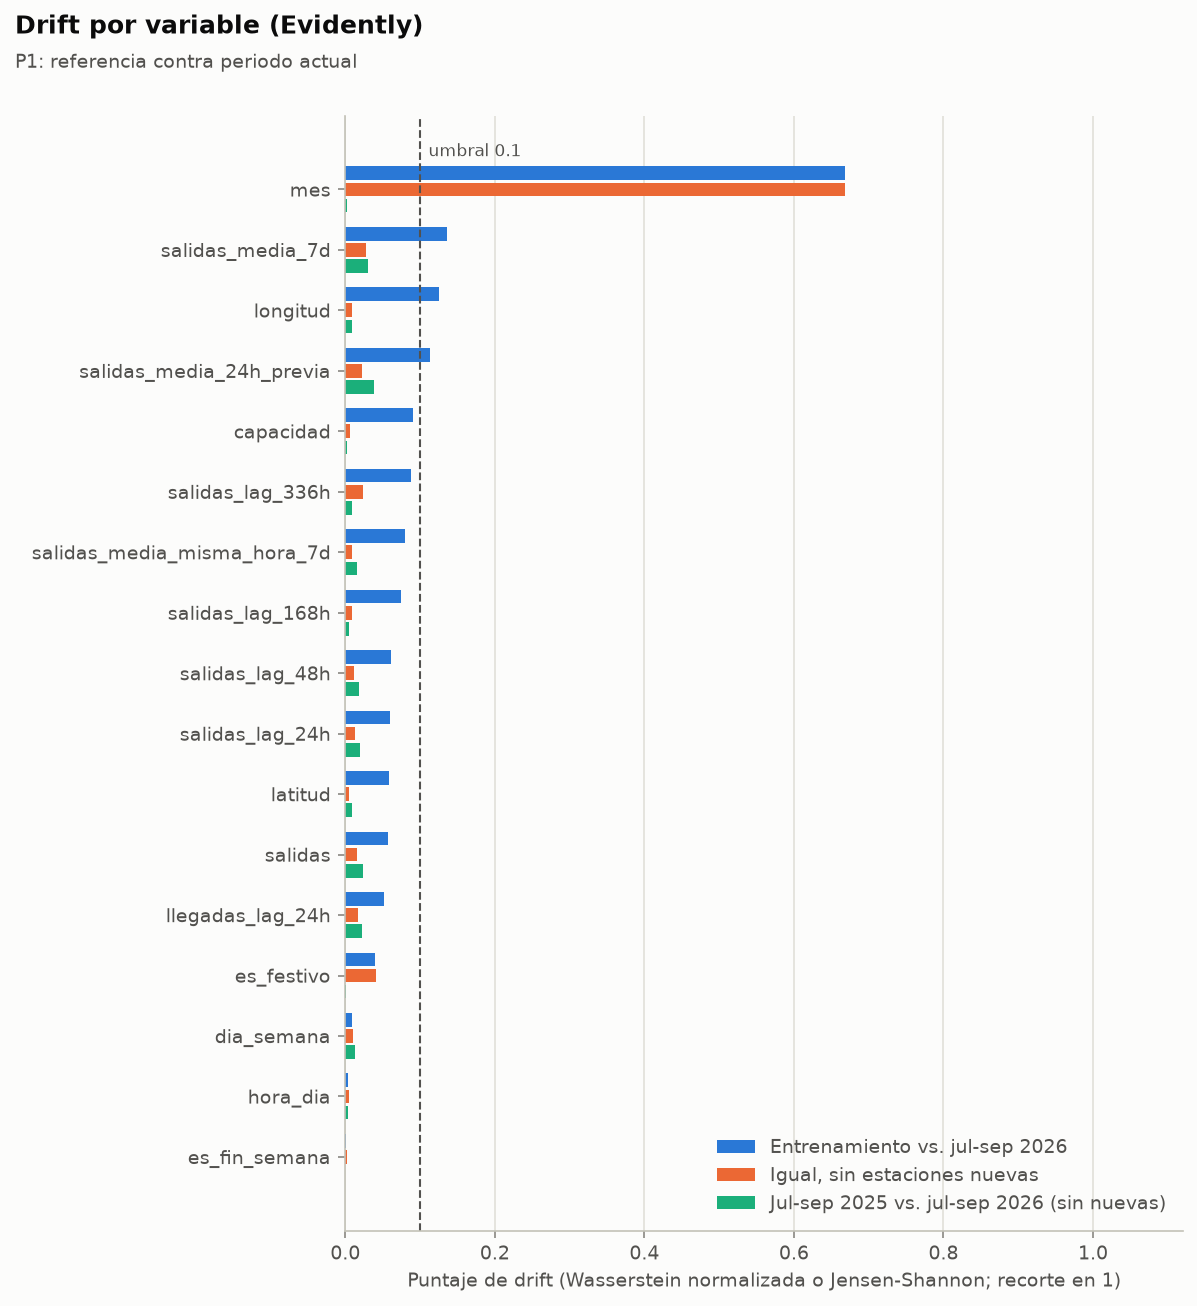 Drift por variable (Evidently)
P1: referencia contra periodo actual
umbral 0.1
mes
salidas_media_7d
longitud
salidas_media_24h_previa
capacidad
salidas_lag_336h
salidas_media_misma_hora_7d
salidas_lag_168h
salidas_lag_48h
salidas_lag_24h
latitud
salidas
llegadas_lag_24h
es_festivo
dia_semana
hora_dia
es_fin_semana
Entrenamiento vs. jul-sep 2026
Igual, sin estaciones nuevas
Jul-sep 2025 vs. jul-sep 2026 (sin nuevas)
0.0 0.2 0.4 0.6 0.8 1.0
Puntaje de drift (Wasserstein normalizada o Jensen-Shannon; recorte en 1)